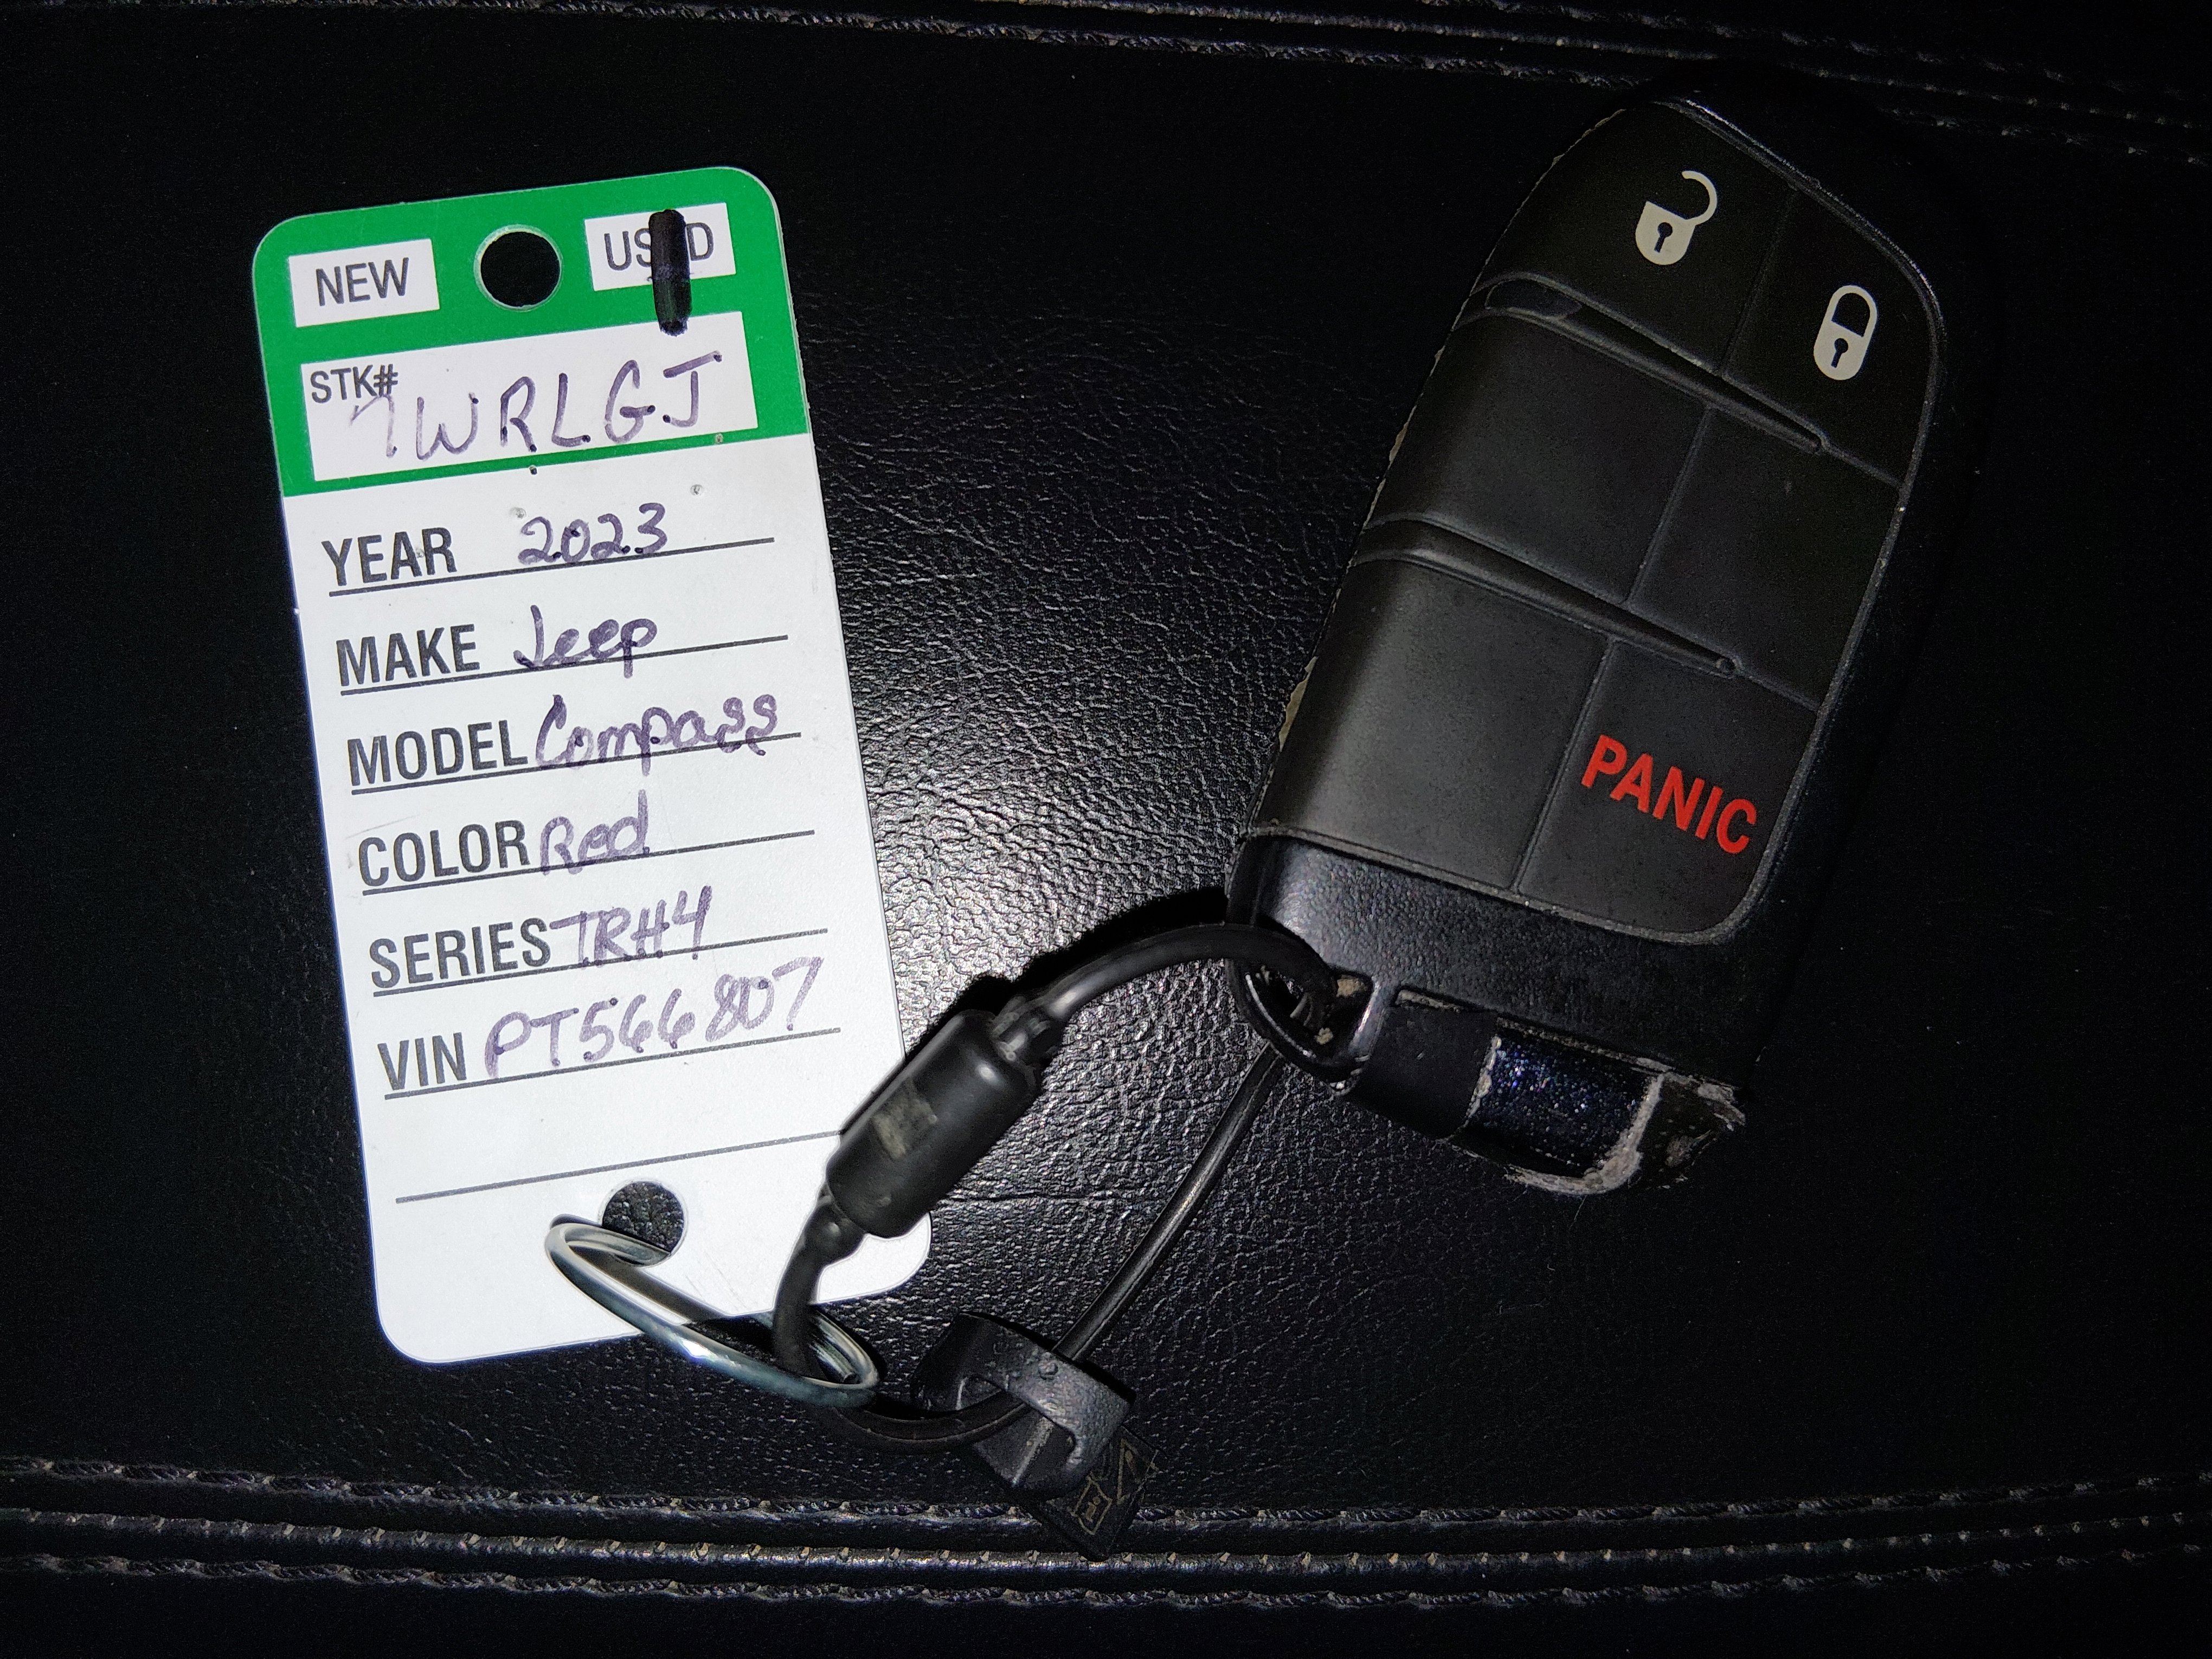 NEW USED
STK# 7WRLGJ
YEAR 2023
MAKE Jeep
MODEL Compass
COLOR Red
SERIES TRH4
VIN PT566807
PANIC